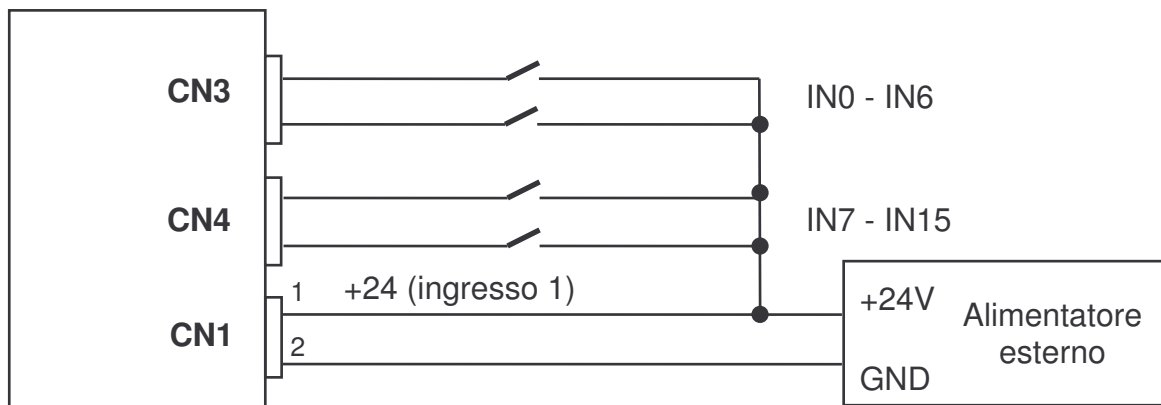 CN3
IN0 - IN6
CN4
IN7 - IN15
1
+24 (ingresso 1)
CN1
2
+24V
Alimentatore
esterno
GND